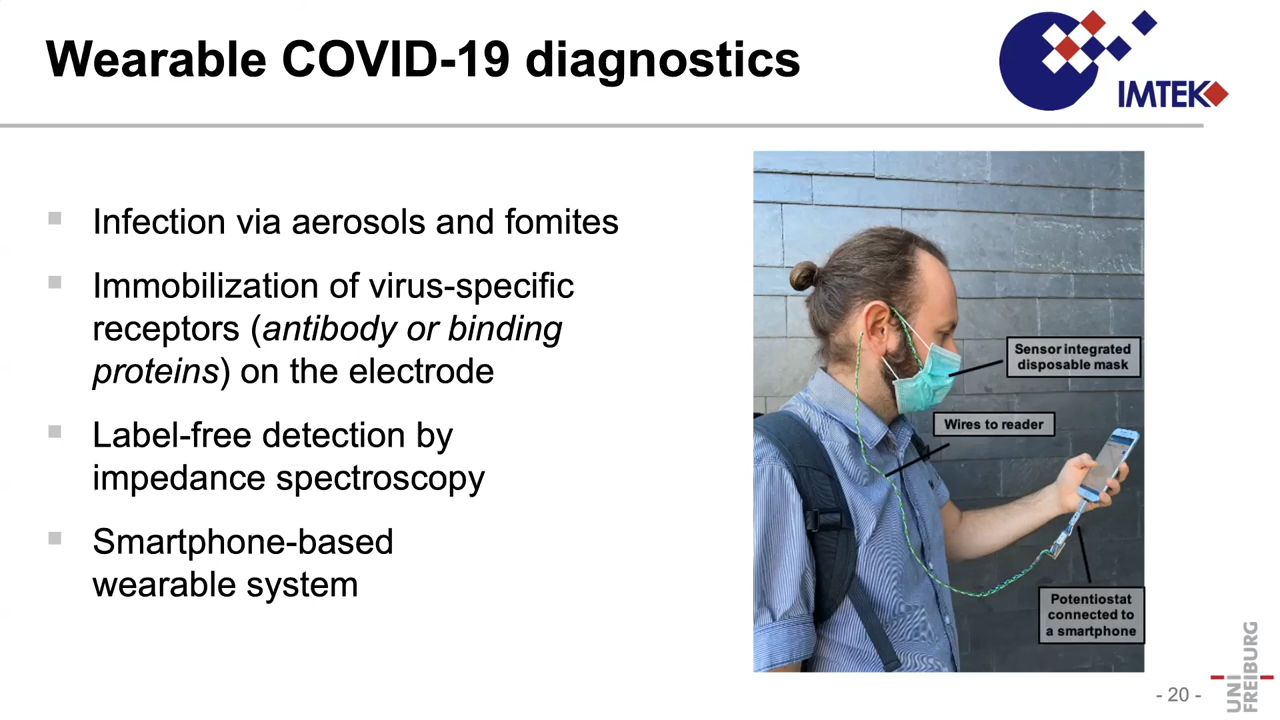 Wearable COVID-19 diagnostics
IMTEK
Infection via aerosols and fomites
Immobilization of virus-specific
receptors (antibody or binding
proteins) on the electrode
Label-free detection by
impedance spectroscopy
Smartphone-based
wearable system
Sensor integrated
disposable mask
Wires to reader
Potentiostat
connected to
a smartphone
- 20 -
UNI
FREIBURG